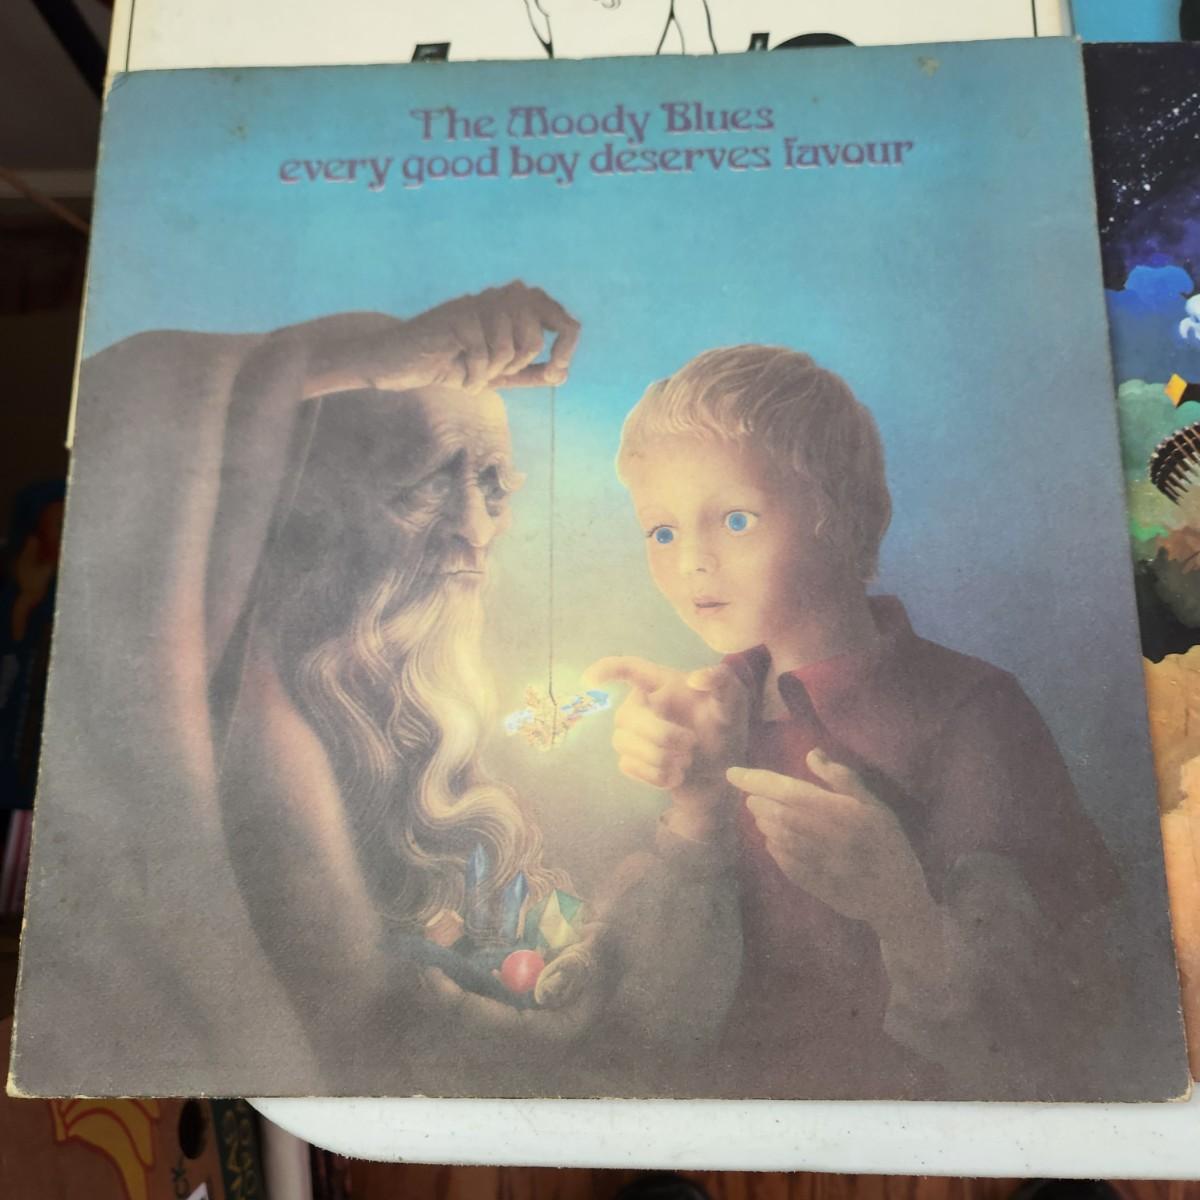 The Moody Blues
every good boy deserves favour